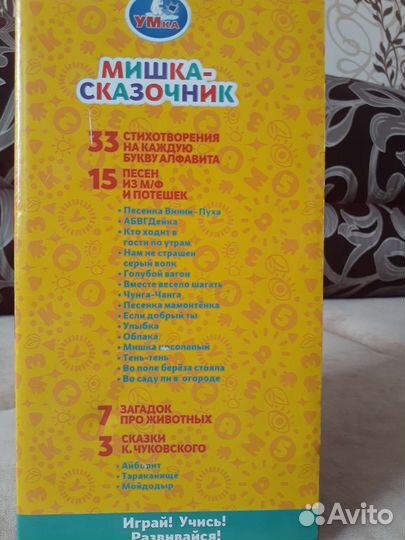 УМка
МИШКА-
СКАЗОЧНИК
33 СТИХОТВОРЕНИЯ
НА КАЖДУЮ
БУКВУ АЛФАВИТА
15 ПЕСЕН
ИЗ М/Ф
И ПОТЕШЕК
• Песенка Винни-Пуха
• АБВГДейка
• Кто ходит в
гости по утрам
• Нам не страшен
серый волк
• Голубой вагон
• Вместе весело шагать
• Чунга-Чанга
• Песенка мамонтёнка
• Если добрый ты
• Улыбка
• Облака
• Мишка косолапый
• Тень-тень
• Во поле берёза стояла
• Во саду ли в огороде
7 ЗАГАДОК
ПРО ЖИВОТНЫХ
3 СКАЗКИ
К. ЧУКОВСКОГО
• Айболит
• Тараканище
• Мойдодыр
Играй! Учись!
Развивайся!
Avito